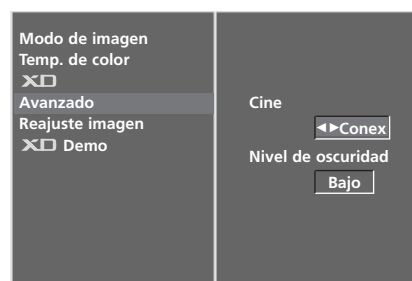 Modo de imagen
Temp. de color
XD
Avanzado
Reajuste imagen
XD Demo
Cine
◄►Conex
Nivel de oscuridad
Bajo